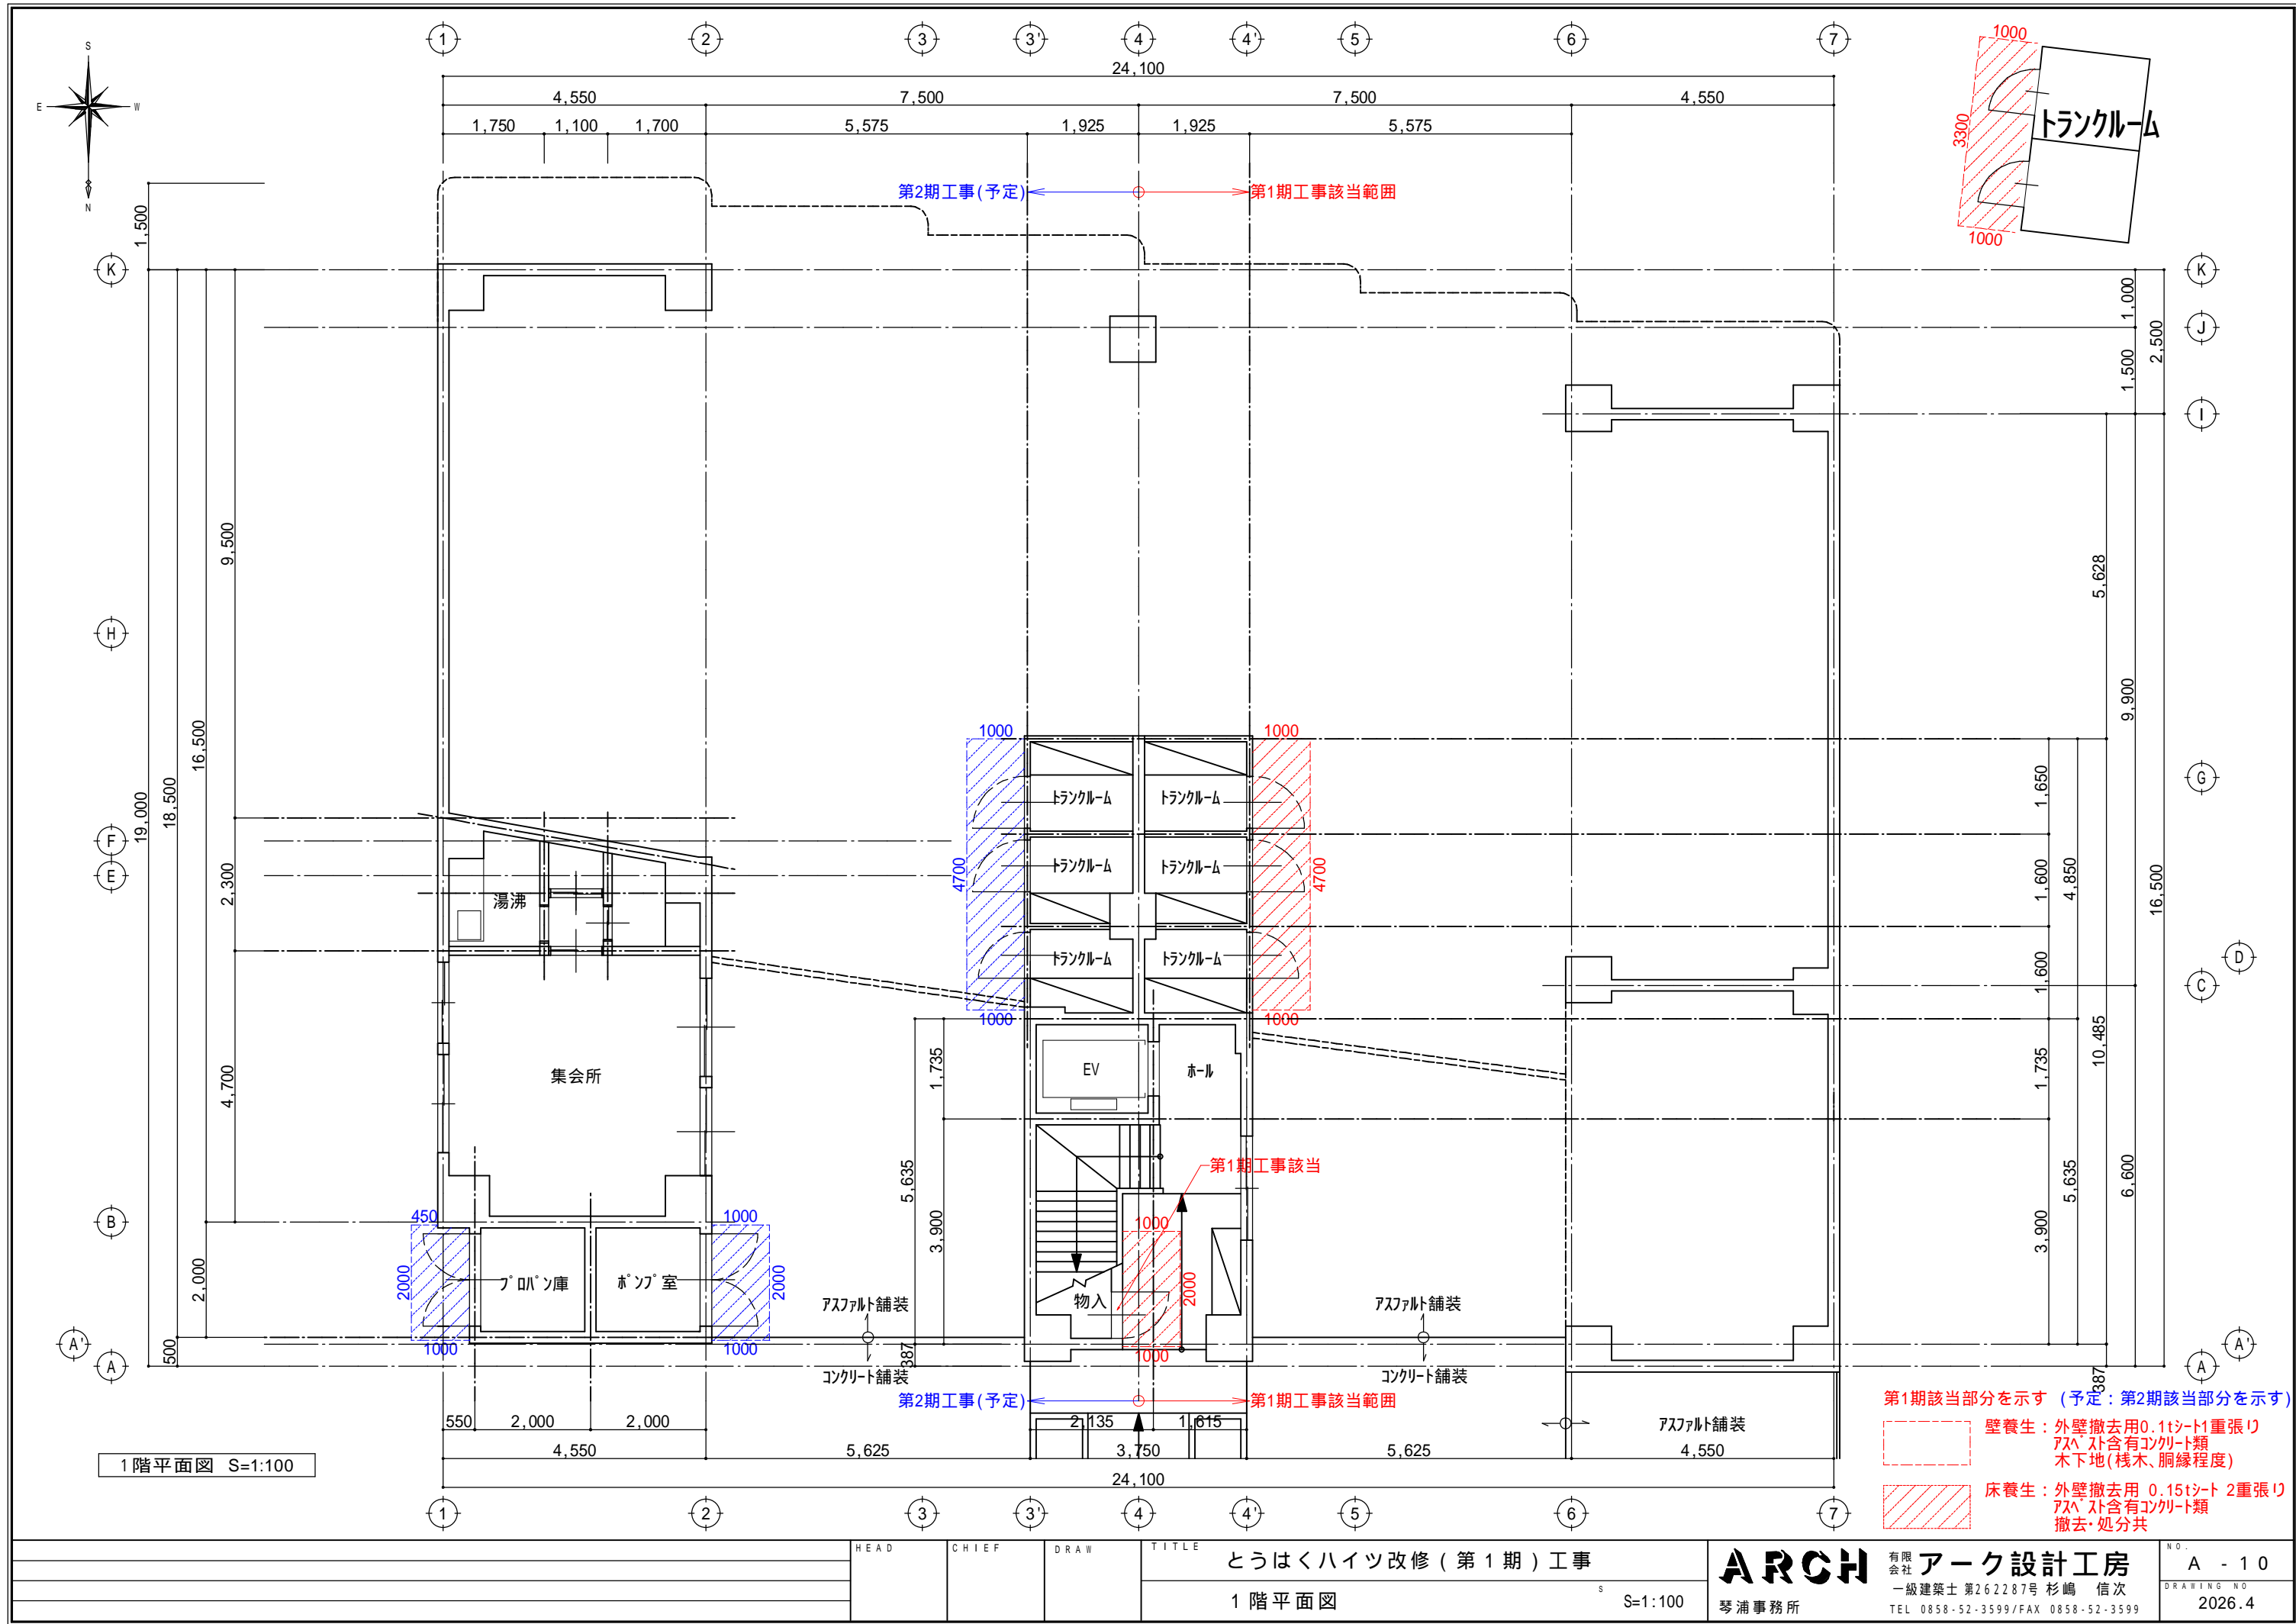 1 2 3 3' 4 4' 5 6 7
24,100
4,550 7,500 7,500 4,550
1,750 1,100 1,700 5,575 1,925 1,925 5,575
S
E W
N
1000
3300
トランクルーム
1000
第2期工事(予定) 第1期工事該当範囲
1,500
K K
1,000
J
2,500
1,500
I
9,500
5,628
H
9,900
16,500
1000 1000
G
1,650
トランクルーム トランクルーム
19,000
18,500
F
E
2,300
湯沸
4700
トランクルーム トランクルーム
4700
1,600
4,850
16,500
トランクルーム トランクルーム
1,600
D
C
1000 1000
10,485
4,700
集会所
1,735
EV
ホール
1,735
第1期工事該当
5,635
5,635
6,600
B
450 1000
1000
3,900
3,900
2,000
2000
プロパン庫
ポンプ室
2000
物入
2000
アスファルト舗装 アスファルト舗装
A' A'
500
1000 1000
387
1000
A A
コンクリート舗装 コンクリート舗装
387
第2期工事(予定) 第1期工事該当範囲
550 2,000 2,000 2,135 1,615
アスファルト舗装
4,550 5,625 3,750 5,625 4,550
24,100
1階平面図 S=1:100
1 2 3 3' 4 4' 5 6 7
第1期該当部分を示す (予定：第2期該当部分を示す)
壁養生：外壁撤去用0.1tシート1重張り
アスベスト含有コンクリート類
木下地(桟木、胴縁程度)
床養生：外壁撤去用 0.15tシート 2重張り
アスベスト含有コンクリート類
撤去・処分共
HEAD CHIEF DRAW TITLE
とうはくハイツ改修(第1期)工事
1階平面図
S
S=1:100
ARCH
琴浦事務所
有限会社 アーク設計工房
一級建築士 第262287号 杉嶋 信次
TEL 0858-52-3599/FAX 0858-52-3599
NO.
A -10
DRAWING NO
2026.4